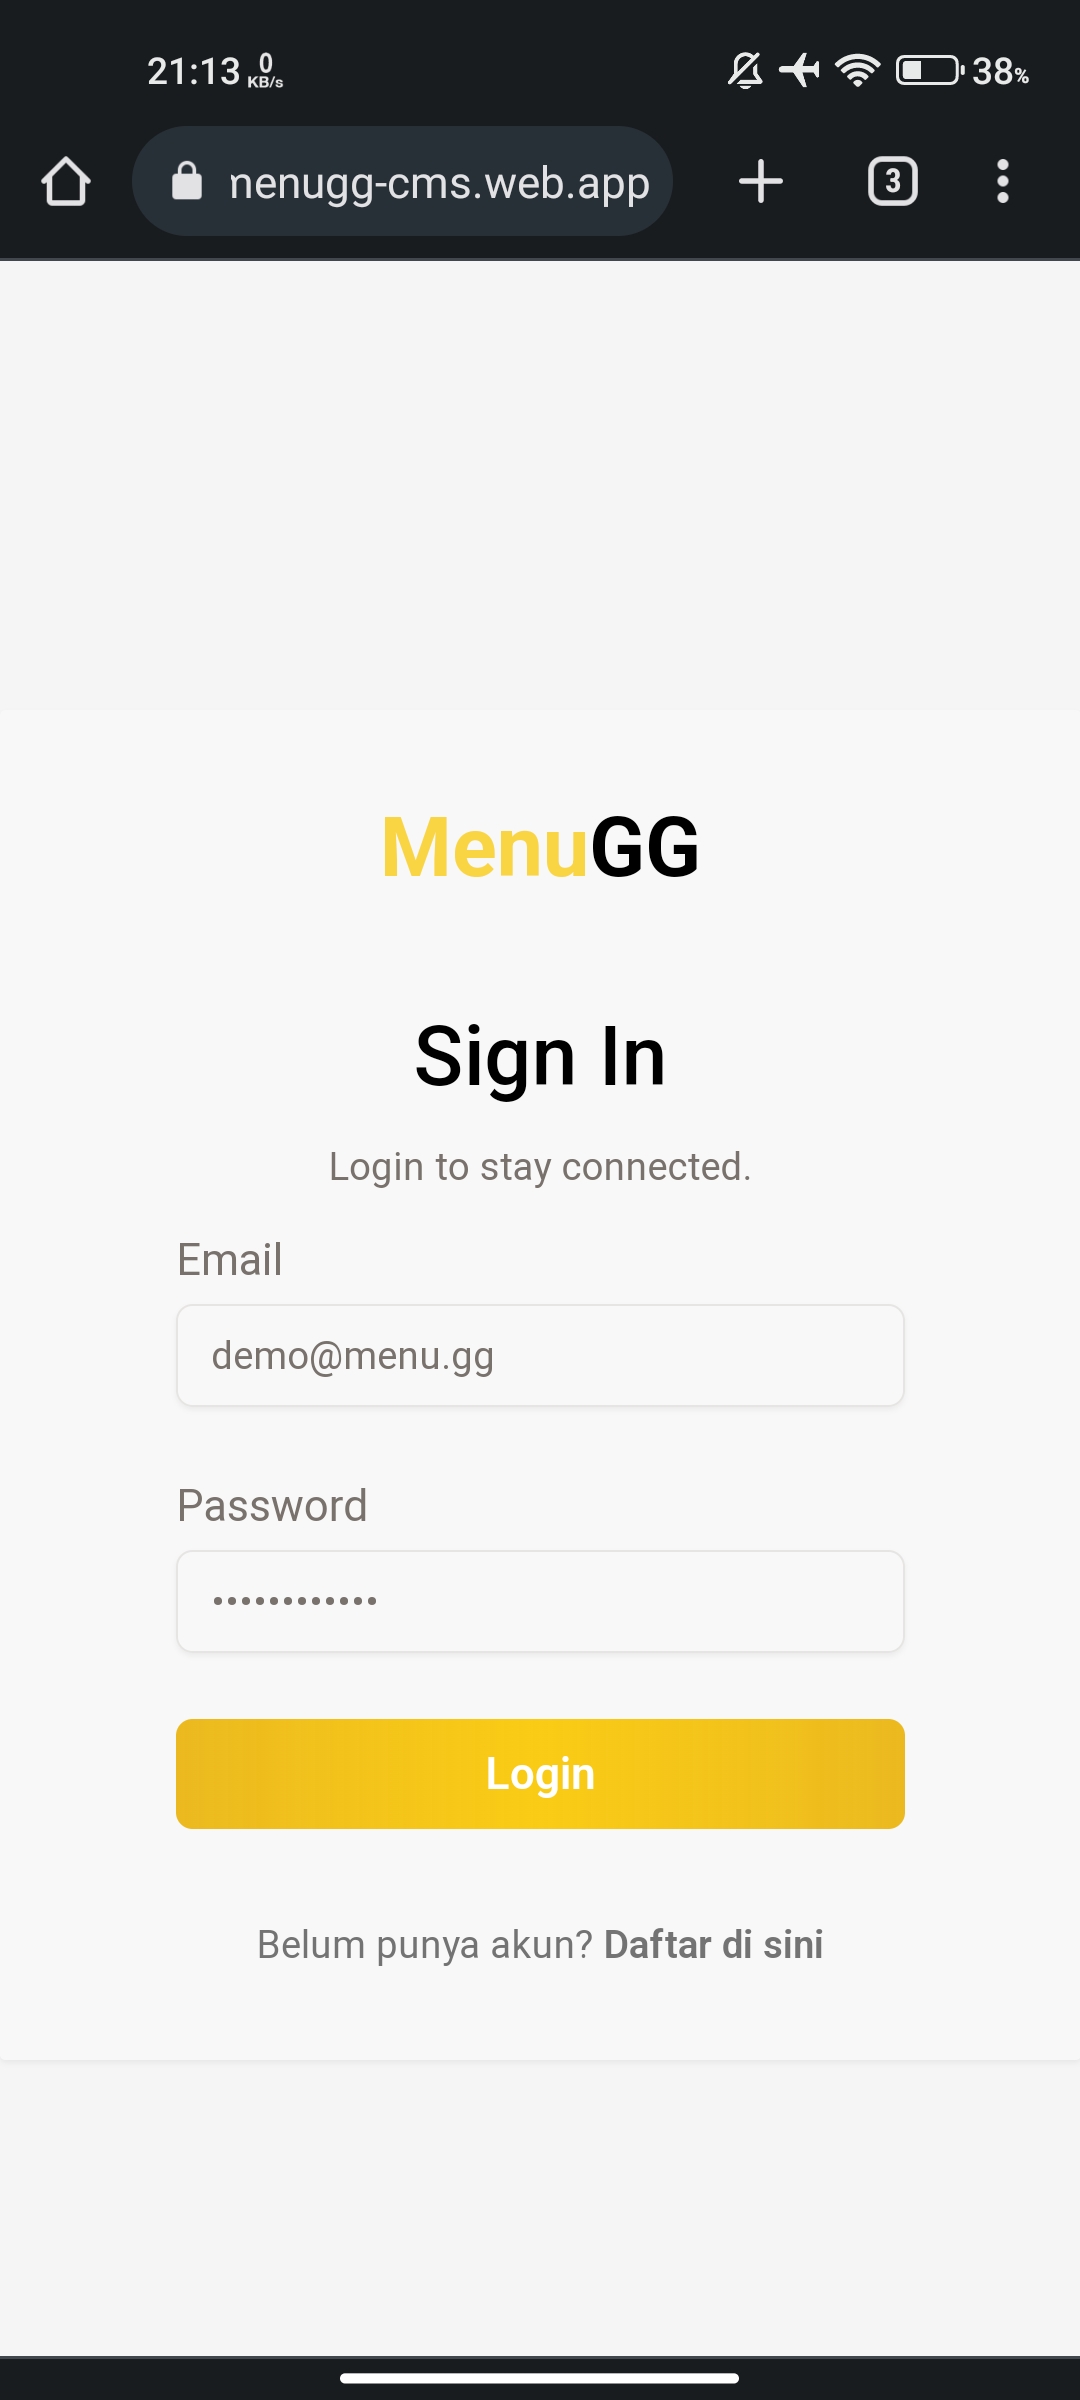 21:13 0 KB/s 38%
nenugg-cms.web.app 3
MenuGG
Sign In
Login to stay connected.
Email
demo@menu.gg
Password
••••••••••••
Login
Belum punya akun? Daftar di sini